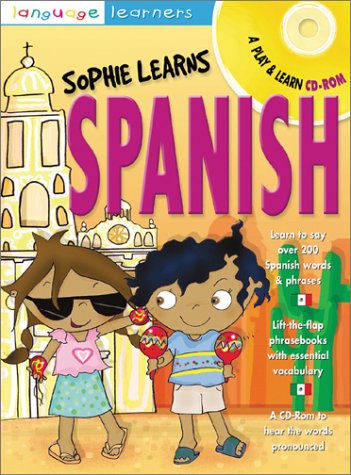 language learners
A PLAY & LEARN CD-ROM
SOPHIE LEARNS
SPANISH
Learn to say
over 200
Spanish words
& phrases
Lift-the-flap
phrasebooks
with essential
vocabulary
A CD-Rom to
hear the words
pronounced